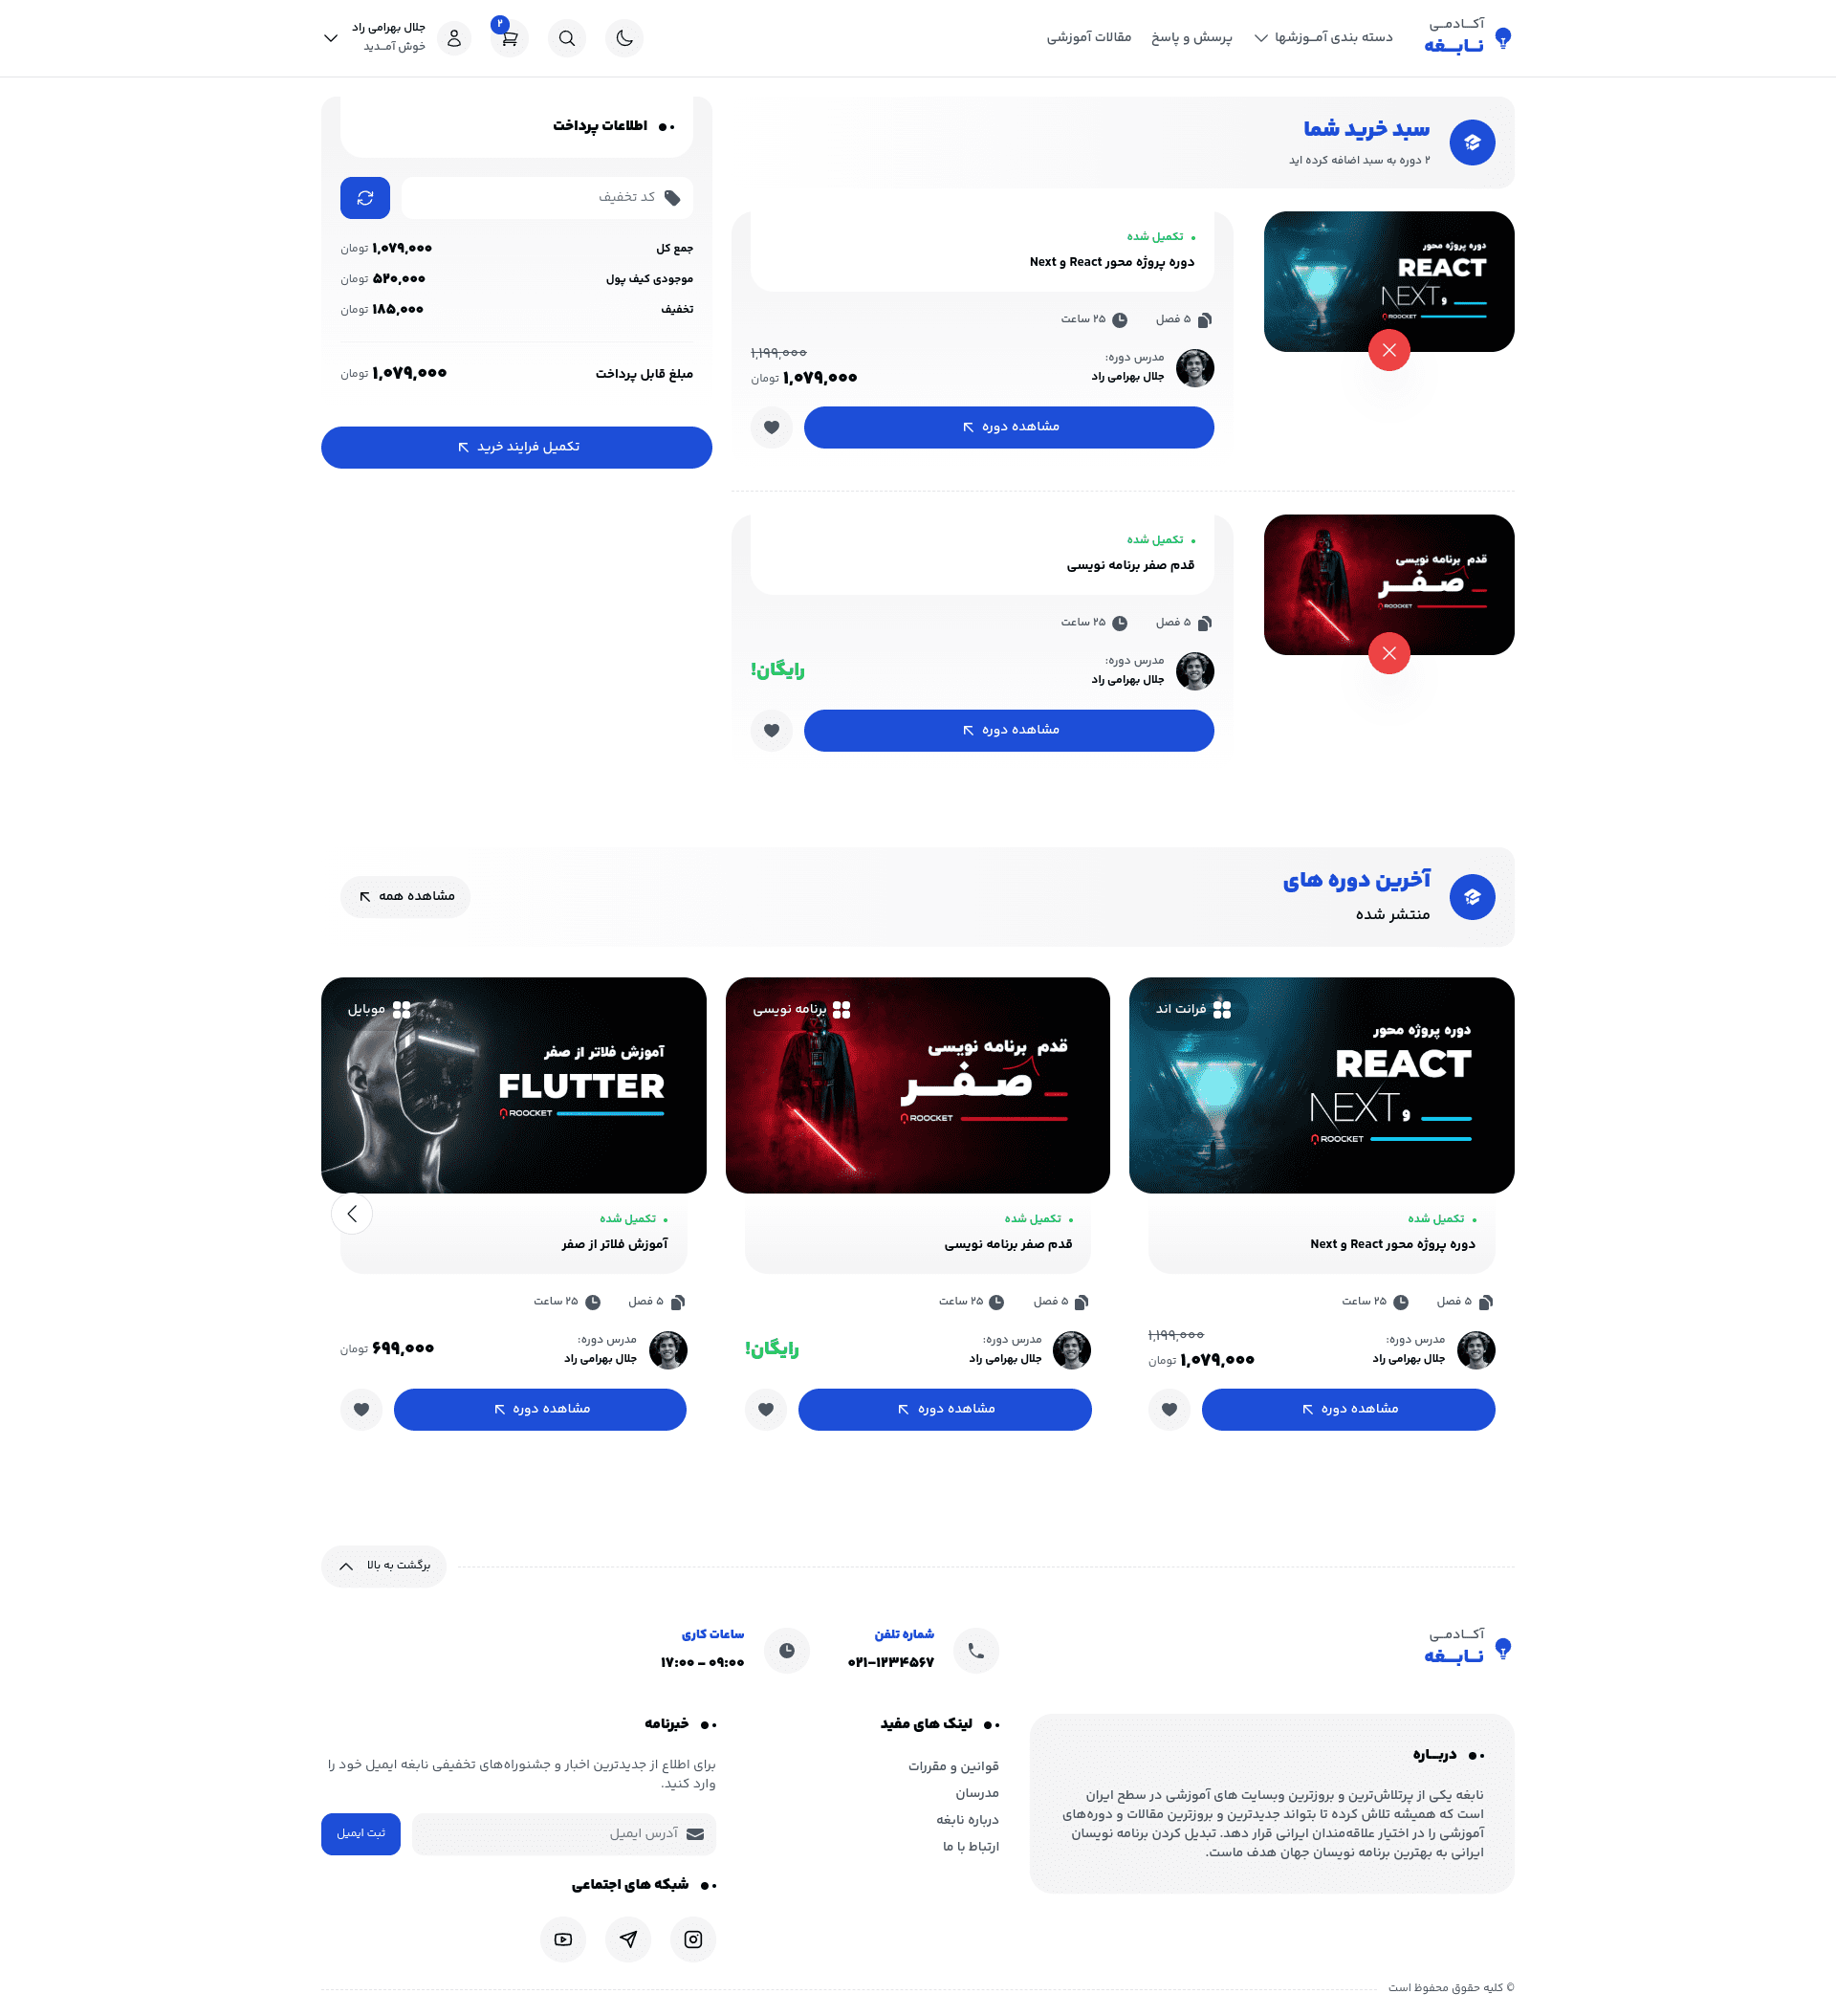 آکـــادمـــی
نـــابـــغه
دسته بندی آمـــوزشها
پرسش و پاسخ
مقالات آموزشی
۲
جلال بهرامی راد
خوش آمـــدید
سبد خرید شما
۲ دوره به سبد اضافه کرده اید
دوره پروژه محور
REACT
و NEXT
ROOCKET
تکمیل شده
دوره پروژه محور React و Next
۵ فصل
۲۵ ساعت
مدرس دوره:
جلال بهرامی راد
۱,۱۹۹,۰۰۰
۱,۰۷۹,۰۰۰ تومان
مشاهده دوره
قدم صفر برنامه نویسی
ROOCKET
تکمیل شده
قدم صفر برنامه نویسی
۵ فصل
۲۵ ساعت
مدرس دوره:
جلال بهرامی راد
رایگان!
مشاهده دوره
اطلاعات پرداخت
کد تخفیف
جمع کل
۱,۰۷۹,۰۰۰ تومان
موجودی کیف پول
۵۲۰,۰۰۰ تومان
تخفیف
۱۸۵,۰۰۰ تومان
مبلغ قابل پرداخت
۱,۰۷۹,۰۰۰ تومان
تکمیل فرایند خرید
آخرین دوره های
منتشر شده
مشاهده همه
فرانت اند
دوره پروژه محور
REACT
و NEXT
ROOCKET
تکمیل شده
دوره پروژه محور React و Next
۵ فصل
۲۵ ساعت
مدرس دوره:
جلال بهرامی راد
۱,۱۹۹,۰۰۰
۱,۰۷۹,۰۰۰ تومان
مشاهده دوره
برنامه نویسی
قدم برنامه نویسی
صـفـــر
ROOCKET
تکمیل شده
قدم صفر برنامه نویسی
۵ فصل
۲۵ ساعت
مدرس دوره:
جلال بهرامی راد
رایگان!
مشاهده دوره
موبایل
آموزش فلاتر از صفر
FLUTTER
ROOCKET
تکمیل شده
آموزش فلاتر از صفر
۵ فصل
۲۵ ساعت
مدرس دوره:
جلال بهرامی راد
۶۹۹,۰۰۰ تومان
مشاهده دوره
برگشت به بالا
آکـــادمـــی
نـــابـــغه
شماره تلفن
۰۲۱-۱۲۳۴۵۶۷
ساعات کاری
۰۹:۰۰ - ۱۷:۰۰
دربـــاره
نابغه یکی از پرتلاش‌ترین و بروزترین وبسایت های آموزشی در سطح ایران
است که همیشه تلاش کرده تا بتواند جدیدترین و بروزترین مقالات و دوره‌های
آموزشی را در اختیار علاقه‌مندان ایرانی قرار دهد. تبدیل کردن برنامه نویسان
ایرانی به بهترین برنامه نویسان جهان هدف ماست.
لینک های مفید
قوانین و مقررات
مدرسان
درباره نابغه
ارتباط با ما
خبرنامه
برای اطلاع از جدیدترین اخبار و جشنوراه‌های تخفیفی نابغه ایمیل خود را
وارد کنید.
آدرس ایمیل
ثبت ایمیل
شبکه های اجتماعی
© کلیه حقوق محفوظ است